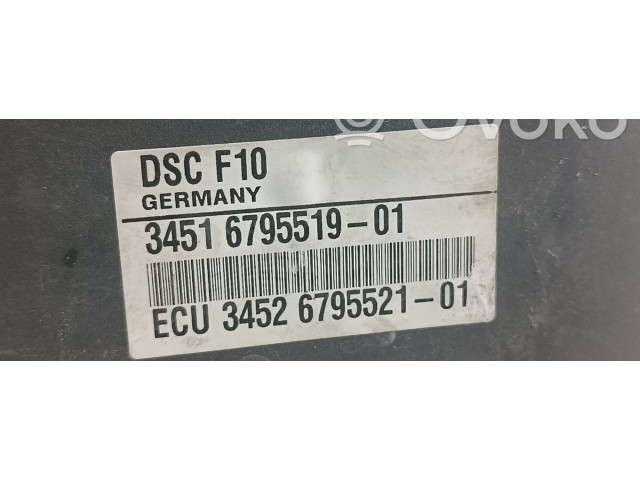 Ovoko
DSC F10
GERMANY
3451 6795519-01
ECU 3452 6795521-01